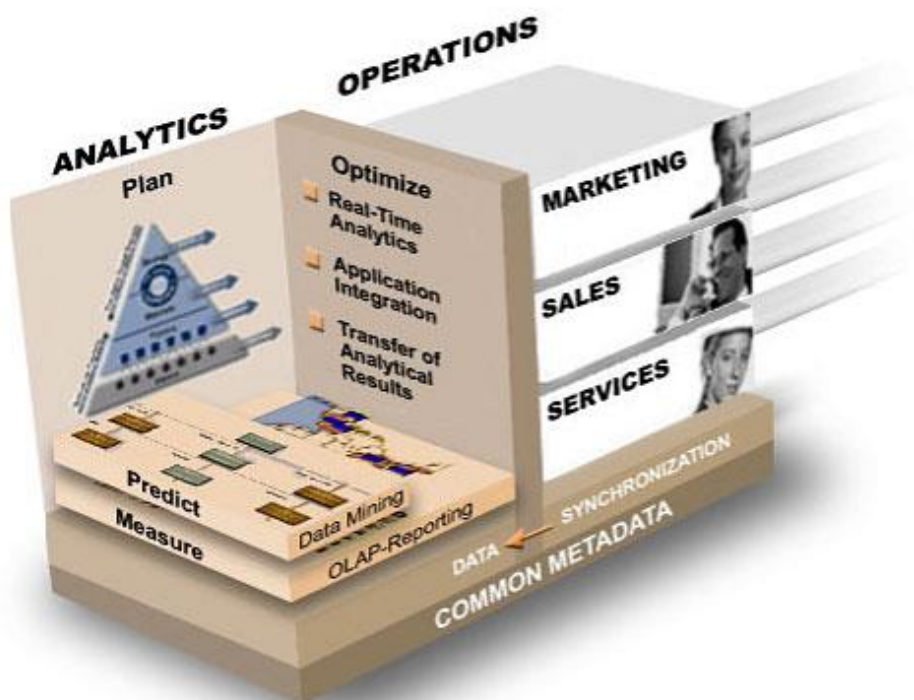 OPERATIONS
ANALYTICS
Plan
Optimize
Real-Time
Analytics
Application
Integration
Transfer of
Analytical
Results
MARKETING
SALES
SERVICES
Predict
Data Mining
Measure
OLAP-Reporting
DATA
SYNCHRONIZATION
COMMON METADATA